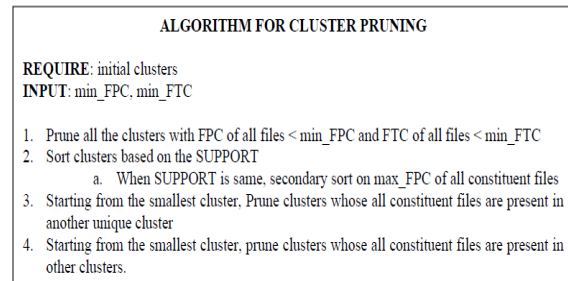 ALGORITHM FOR CLUSTER PRUNING
REQUIRE: initial clusters
INPUT: min_FPC, min_FTC
1. Prune all the clusters with FPC of all files < min_FPC and FTC of all files < min_FTC
2. Sort clusters based on the SUPPORT
a. When SUPPORT is same, secondary sort on max_FPC of all constituent files
3. Starting from the smallest cluster, Prune clusters whose all constituent files are present in
another unique cluster
4. Starting from the smallest cluster, prune clusters whose all constituent files are present in
other clusters.